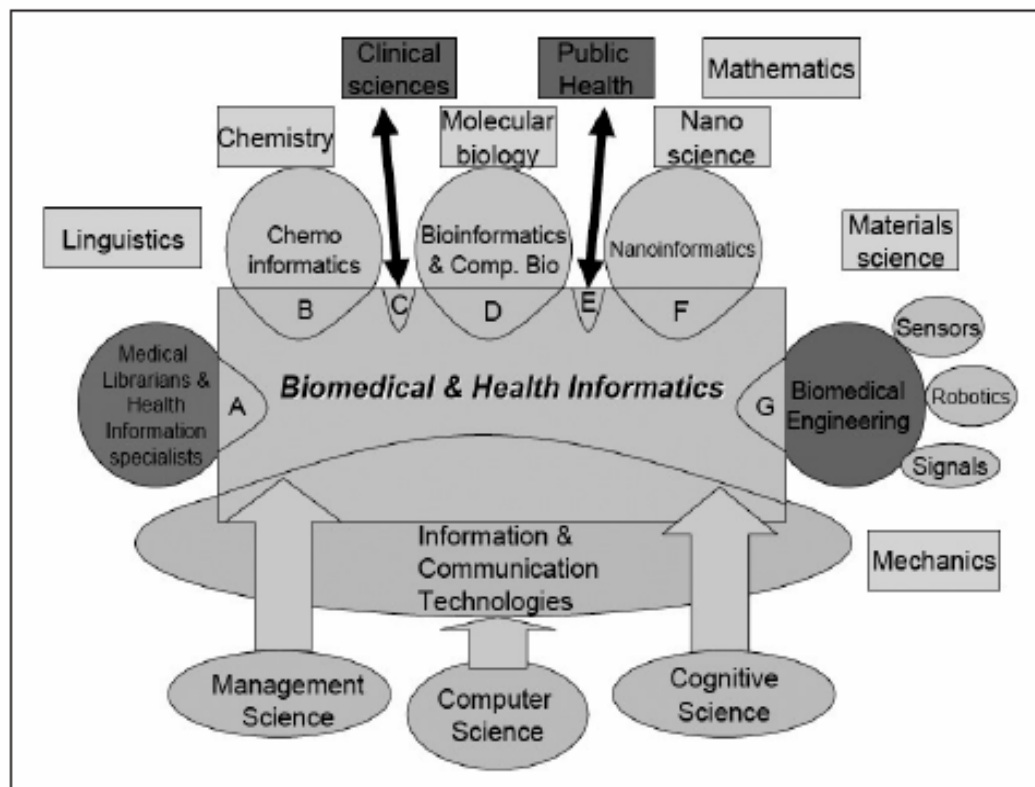 Clinical
sciences
Public
Health
Mathematics
Chemistry
Molecular
biology
Nano
science
Linguistics
Chemo
informatics
Bioinformatics
& Comp. Bio
Nanoinformatics
Materials
science
B
C
D
E
F
Sensors
Medical
Librarians &
Health
Information
specialists
A
Biomedical & Health Informatics
G
Biomedical
Engineering
Robotics
Signals
Information &
Communication
Technologies
Mechanics
Management
Science
Computer
Science
Cognitive
Science